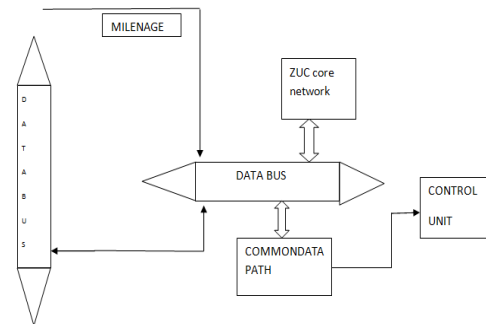 MILENAGE
ZUC core
network
D
A
T
A
B
U
S
DATA BUS
CONTROL
UNIT
COMMONDATA
PATH